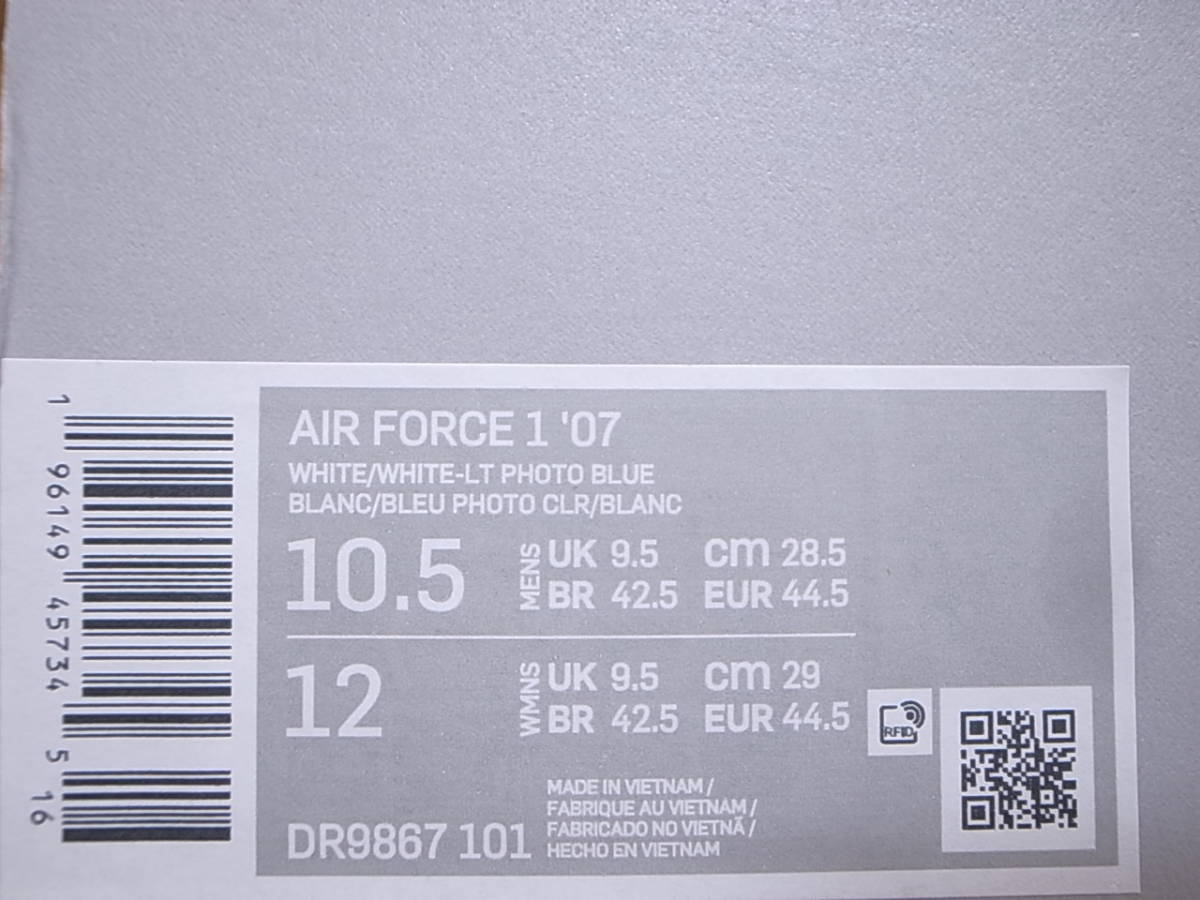 AIR FORCE 1 '07
WHITE/WHITE-LT PHOTO BLUE
BLANC/BLEU PHOTO CLR/BLANC
10.5 MENS UK 9.5 cm 28.5
BR 42.5 EUR 44.5
12 WMNS UK 9.5 cm 29
BR 42.5 EUR 44.5
RFID
DR9867 101
MADE IN VIETNAM /
FABRIQUE AU VIETNAM /
FABRICADO NO VIETNÃ /
HECHO EN VIETNAM
1 96149 45734 5 16